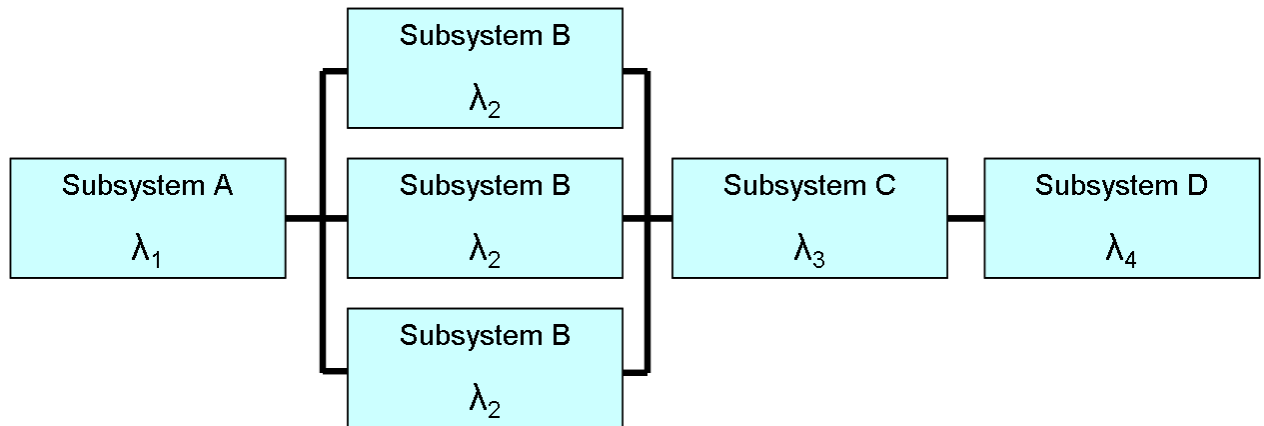 Subsystem B
λ₂
Subsystem A
λ₁
Subsystem B
λ₂
Subsystem C
λ₃
Subsystem D
λ₄
Subsystem B
λ₂